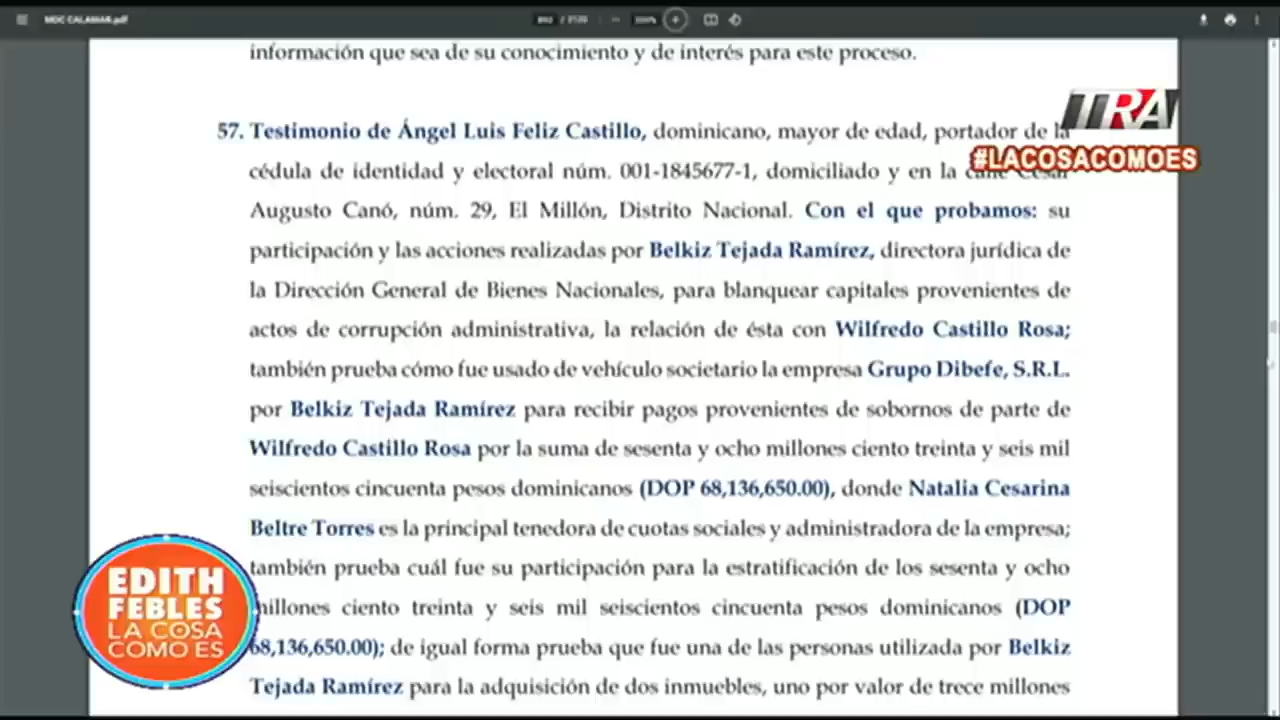 MDC CALAMAR.pdf
información que sea de su conocimiento y de interés para este proceso.
TRA
#LACOSACOMOES
57. Testimonio de Ángel Luis Feliz Castillo, dominicano, mayor de edad, portador de la
cédula de identidad y electoral núm. 001-1845677-1, domiciliado y en la calle César
Augusto Canó, núm. 29, El Millón, Distrito Nacional. Con el que probamos: su
participación y las acciones realizadas por Belkiz Tejada Ramírez, directora jurídica de
la Dirección General de Bienes Nacionales, para blanquear capitales provenientes de
actos de corrupción administrativa, la relación de ésta con Wilfredo Castillo Rosa;
también prueba cómo fue usado de vehículo societario la empresa Grupo Dibefe, S.R.L.
por Belkiz Tejada Ramírez para recibir pagos provenientes de sobornos de parte de
Wilfredo Castillo Rosa por la suma de sesenta y ocho millones ciento treinta y seis mil
seiscientos cincuenta pesos dominicanos (DOP 68,136,650.00), donde Natalia Cesarina
Beltre Torres es la principal tenedora de cuotas sociales y administradora de la empresa;
también prueba cuál fue su participación para la estratificación de los sesenta y ocho
millones ciento treinta y seis mil seiscientos cincuenta pesos dominicanos (DOP
68,136,650.00); de igual forma prueba que fue una de las personas utilizada por Belkiz
Tejada Ramírez para la adquisición de dos inmuebles, uno por valor de trece millones
EDITH
FEBLES
LA COSA
COMO ES